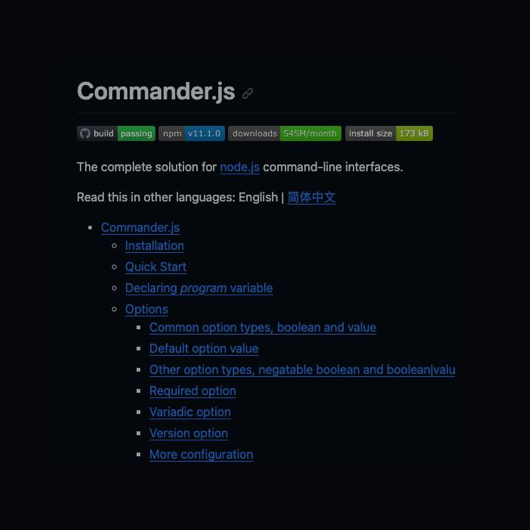 Commander.js
build passing npm v11.1.0 downloads 545M/month install size 173 kB
The complete solution for node.js command-line interfaces.
Read this in other languages: English | 简体中文
Commander.js
Installation
Quick Start
Declaring program variable
Options
Common option types, boolean and value
Default option value
Other option types, negatable boolean and boolean|valu
Required option
Variadic option
Version option
More configuration